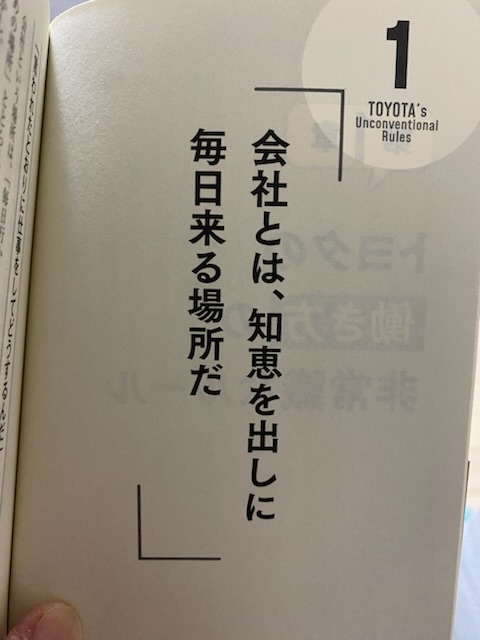 1
TOYOTA's
Unconventional
Rules
会社とは、知恵を出しに
毎日来る場所だ